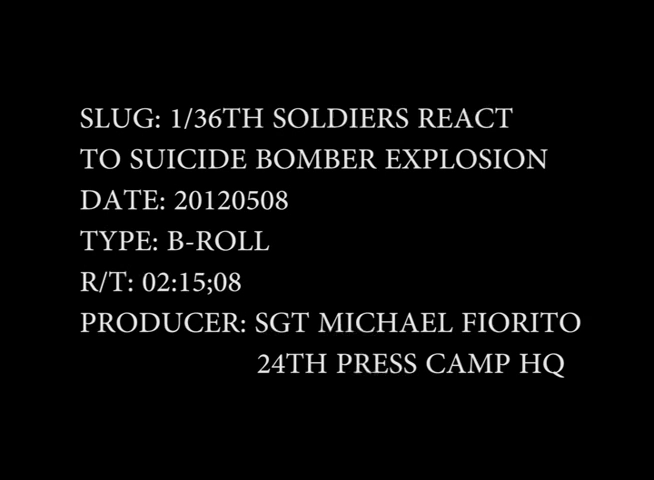 SLUG: 1/36TH SOLDIERS REACT
TO SUICIDE BOMBER EXPLOSION
DATE: 20120508
TYPE: B-ROLL
R/T: 02:15;08
PRODUCER: SGT MICHAEL FIORITO
24TH PRESS CAMP HQ